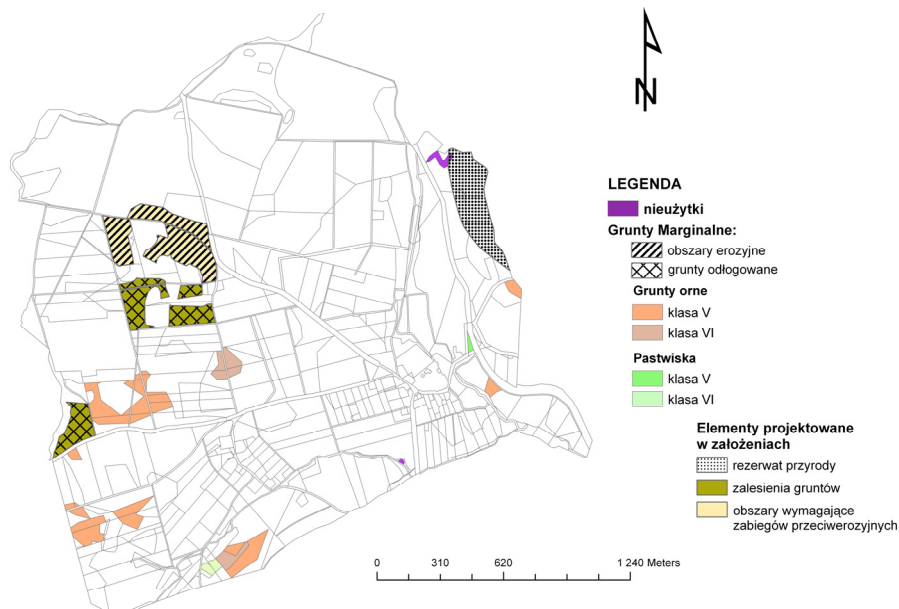 N
LEGENDA
nieużytki
Grunty Marginalne:
obszary erozyjne
grunty odłogowane
Grunty orne
klasa V
klasa VI
Pastwiska
klasa V
klasa VI
Elementy projektowane
w założeniach
rezerwat przyrody
zalesienia gruntów
obszary wymagające
zabiegów przeciwerozyjnych
0 310 620 1 240 Meters